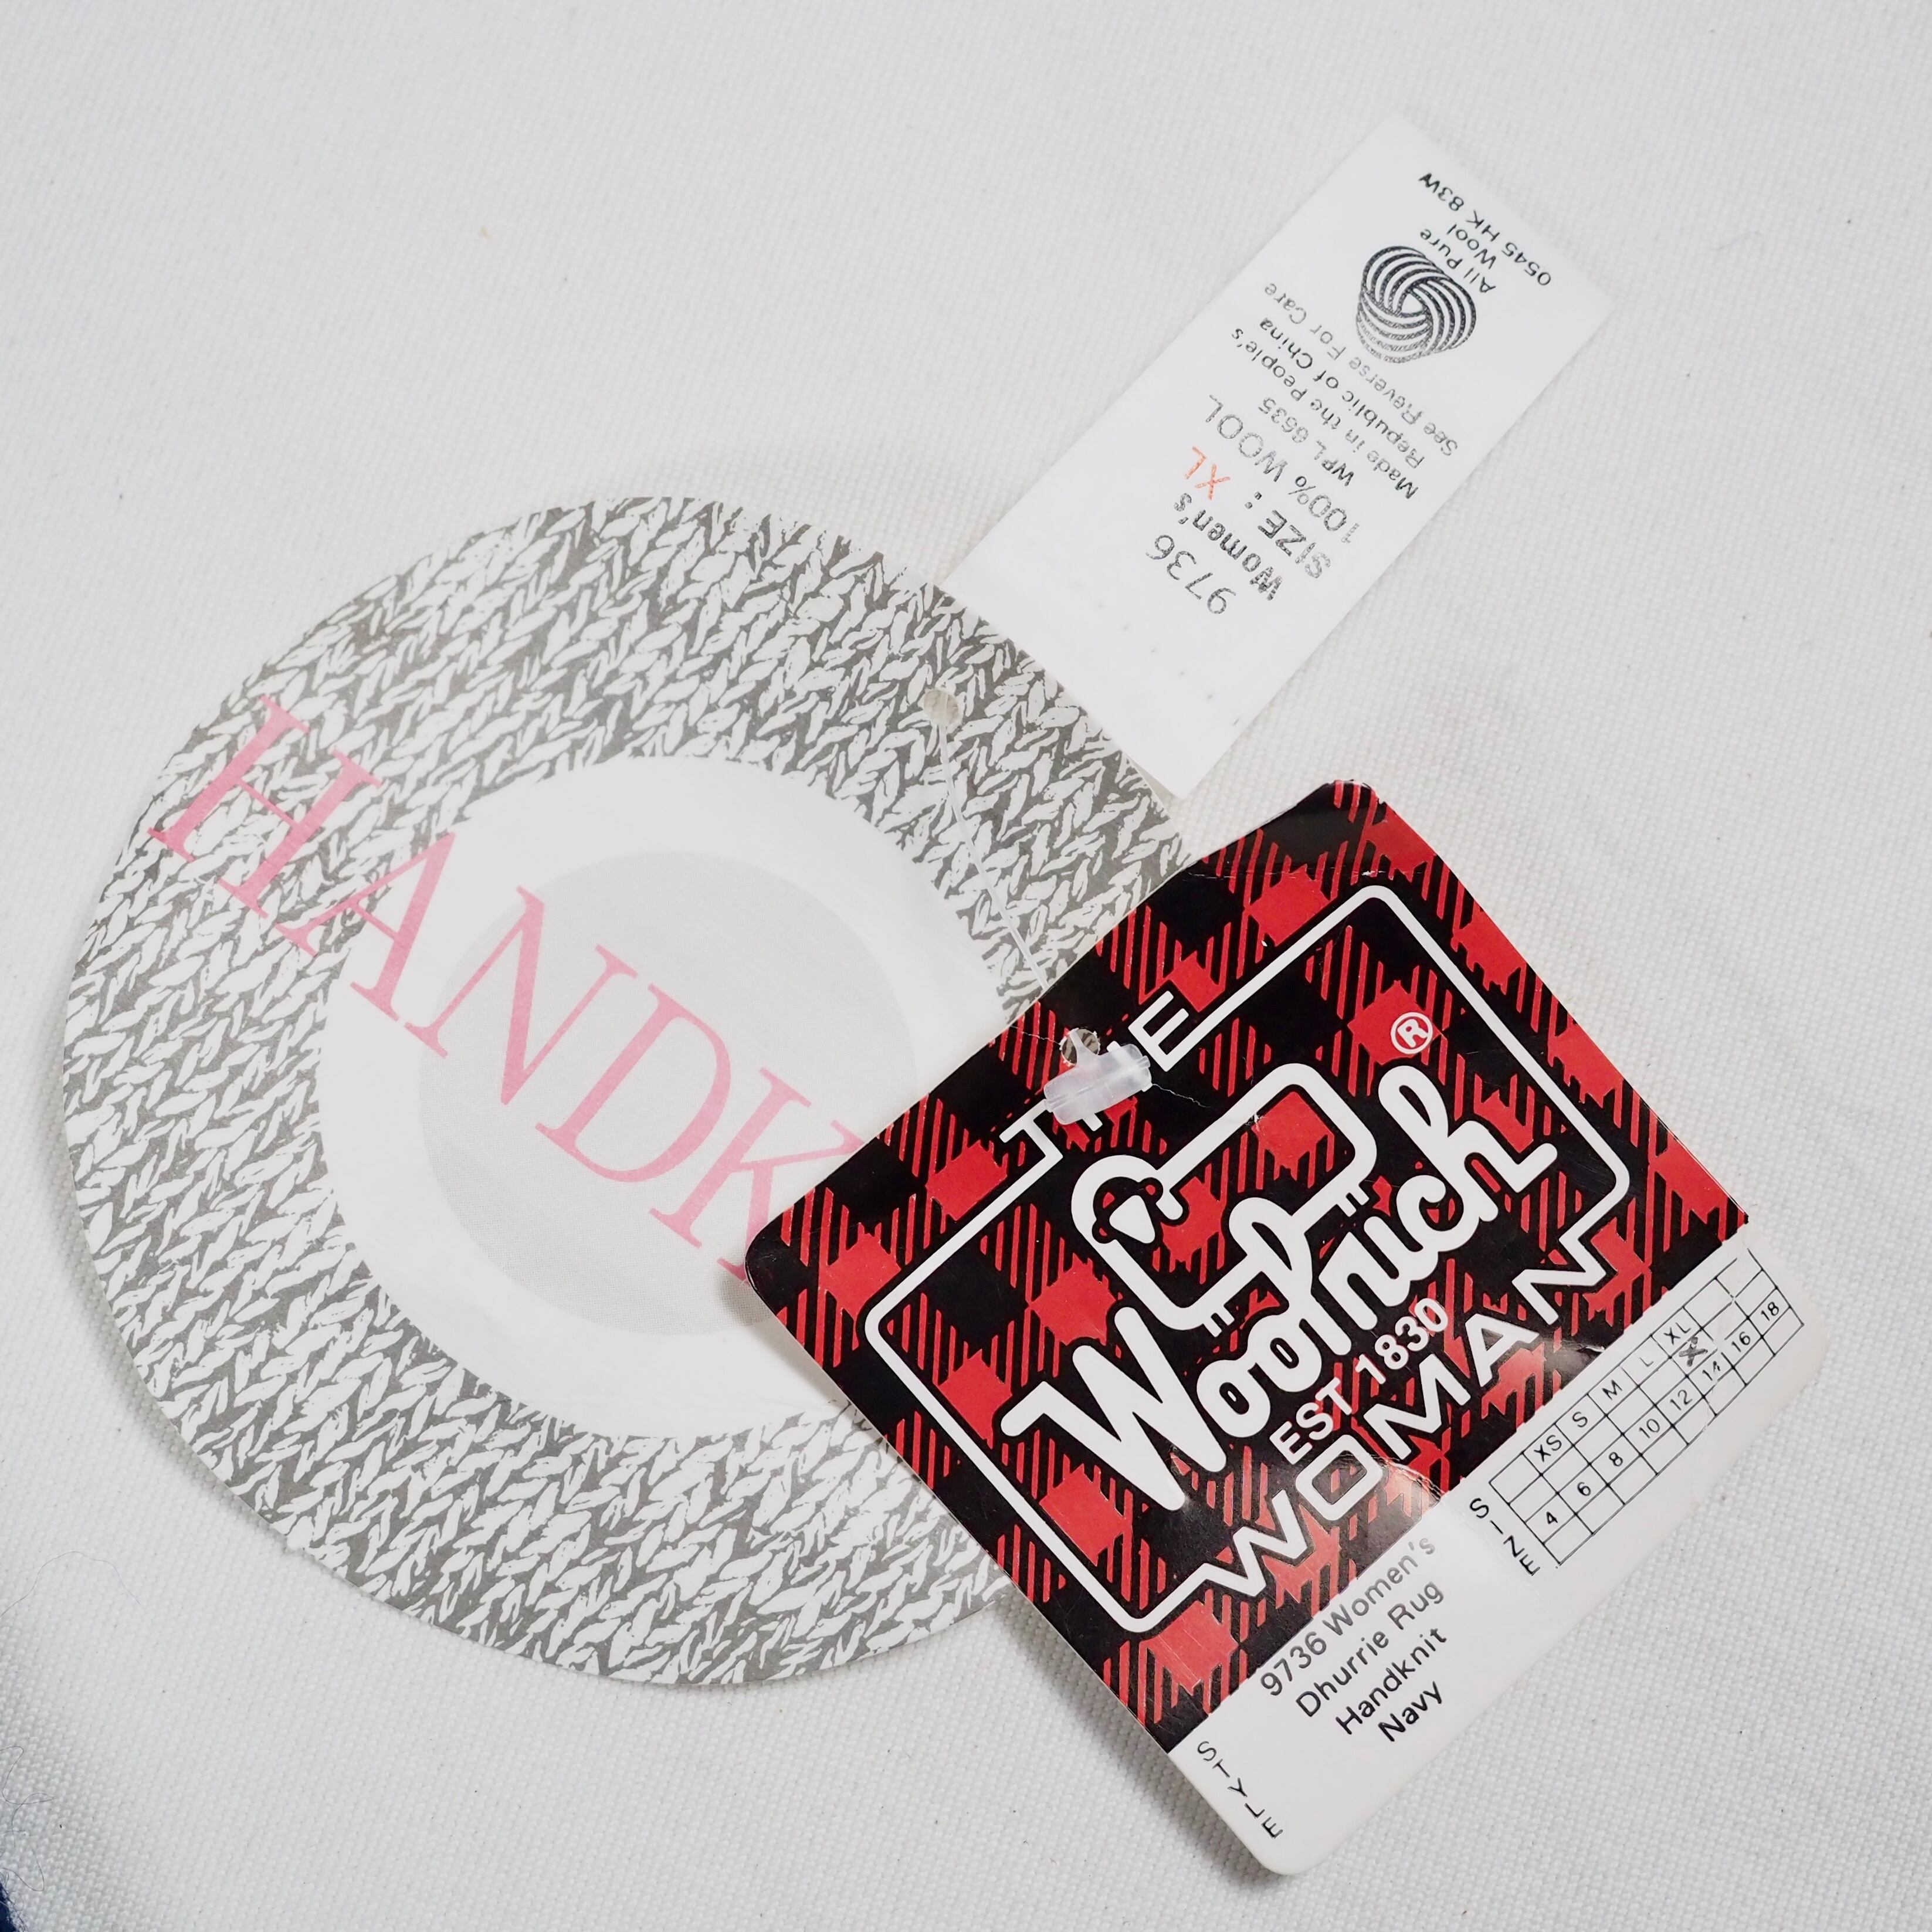 HANDK
9736
Women's
SIZE : XL
100% WOOL
WPL 6635
Made in the People's
Republic of China
See Reverse For Care
All Pure
Wool
0545 HK 83W
THE
Woolrich®
EST 1830
WOMAN
SIZE
XS S M L XL
4 6 8 10 12 14 16 18
STYLE
9736 Women's
Dhurrie Rug
Handknit
Navy